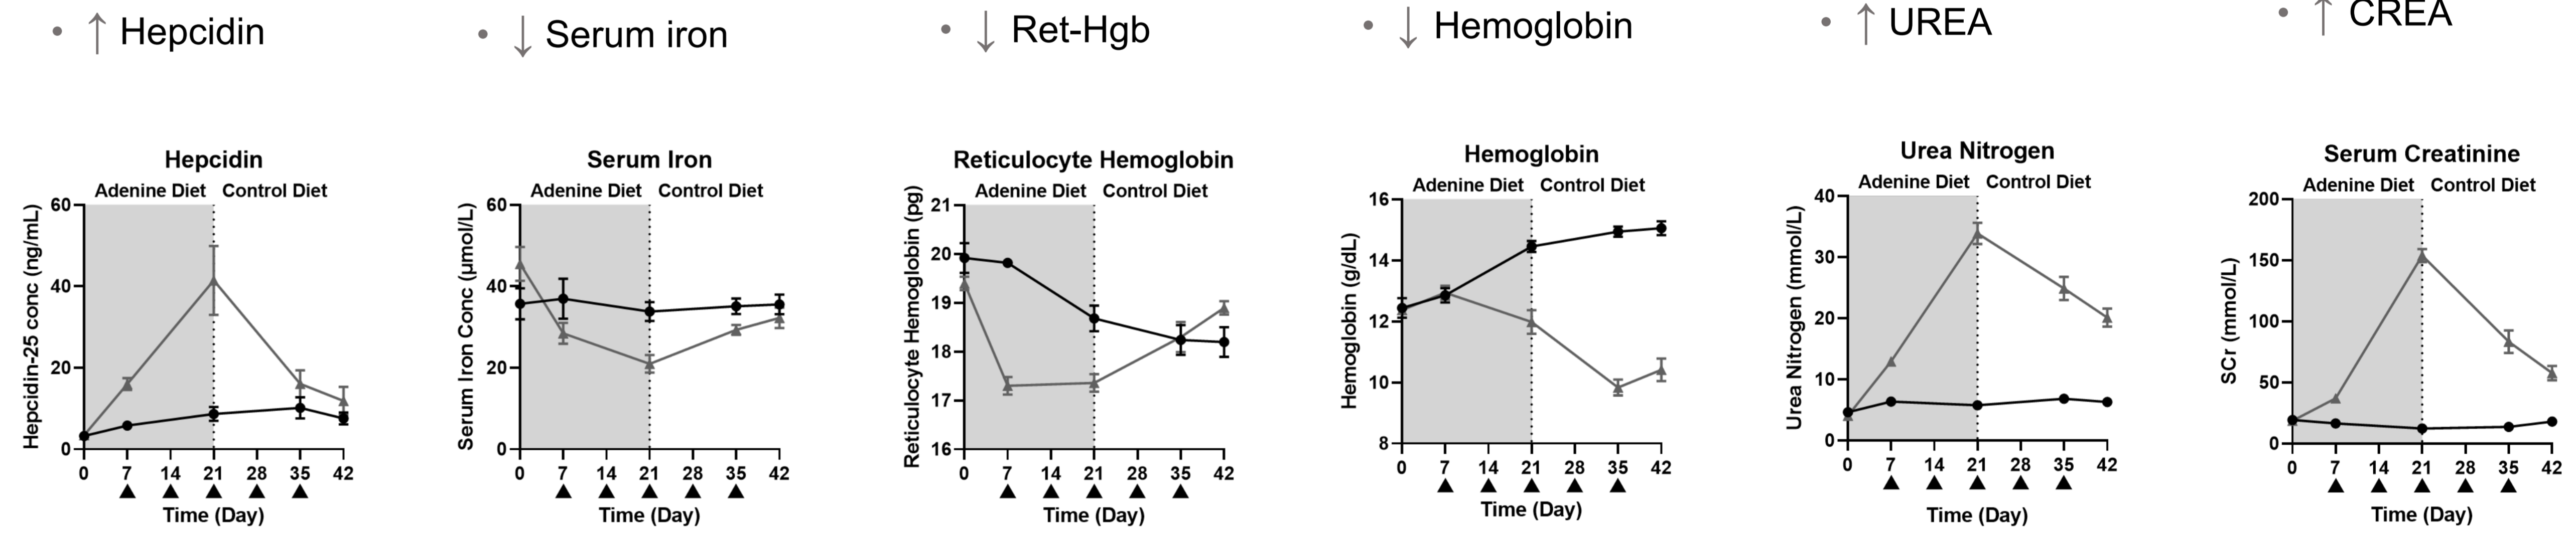 • ↑ Hepcidin
• ↓ Serum iron
• ↓ Ret-Hgb
• ↓ Hemoglobin
• ↑ UREA
• ↑ CREA
Hepcidin
Adenine Diet Control Diet
Hepcidin-25 conc (ng/mL)
60
40
20
0
0 7 14 21 28 35 42
Time (Day)
Serum Iron
Adenine Diet Control Diet
Serum Iron Conc (μmol/L)
60
40
20
0
0 7 14 21 28 35 42
Time (Day)
Reticulocyte Hemoglobin
Adenine Diet Control Diet
Reticulocyte Hemoglobin (pg)
21
20
19
18
17
16
0 7 14 21 28 35 42
Time (Day)
Hemoglobin
Adenine Diet Control Diet
Hemoglobin (g/dL)
16
14
12
10
8
0 7 14 21 28 35 42
Time (Day)
Urea Nitrogen
Adenine Diet Control Diet
Urea Nitrogen (mmol/L)
40
30
20
10
0
0 7 14 21 28 35 42
Time (Day)
Serum Creatinine
Adenine Diet Control Diet
SCr (mmol/L)
200
150
100
50
0
0 7 14 21 28 35 42
Time (Day)